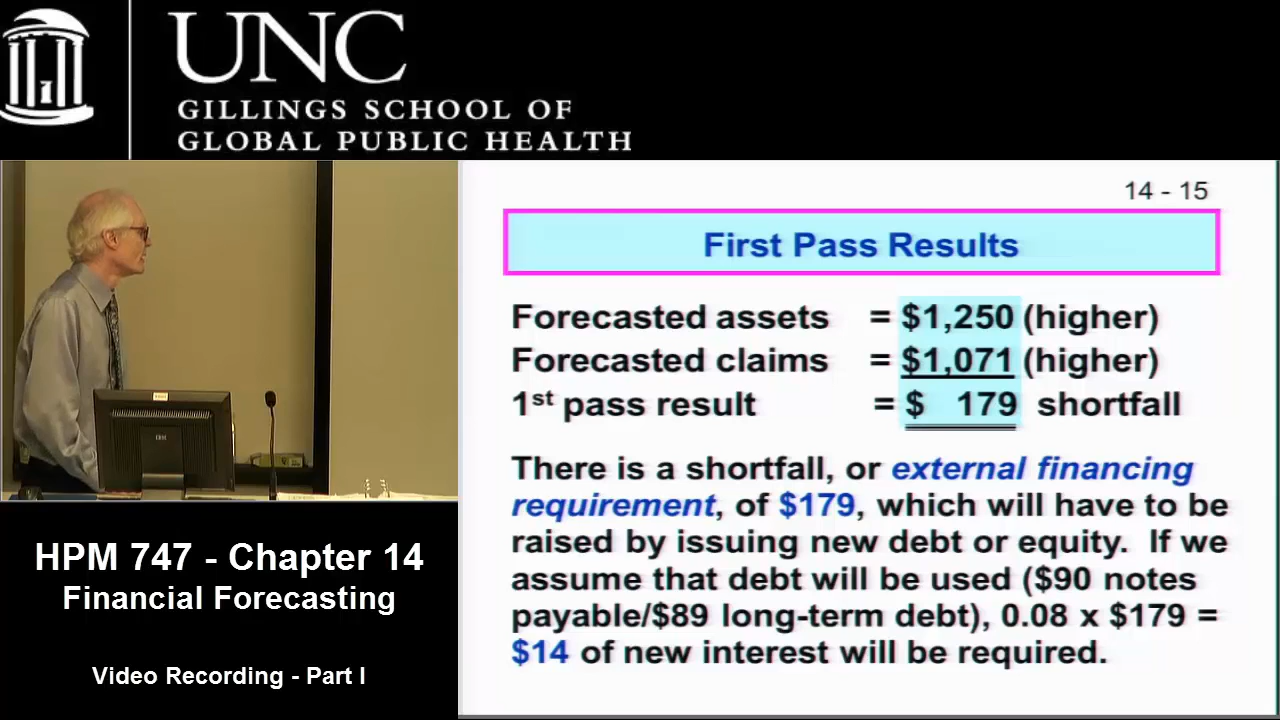 UNC
GILLINGS SCHOOL OF
GLOBAL PUBLIC HEALTH
14 - 15
First Pass Results
Forecasted assets = $1,250 (higher)
Forecasted claims = $1,071 (higher)
1st pass result = $ 179 shortfall
There is a shortfall, or external financing
requirement, of $179, which will have to be
raised by issuing new debt or equity. If we
assume that debt will be used ($90 notes
payable/$89 long-term debt), 0.08 x $179 =
$14 of new interest will be required.
HPM 747 - Chapter 14
Financial Forecasting
Video Recording - Part I